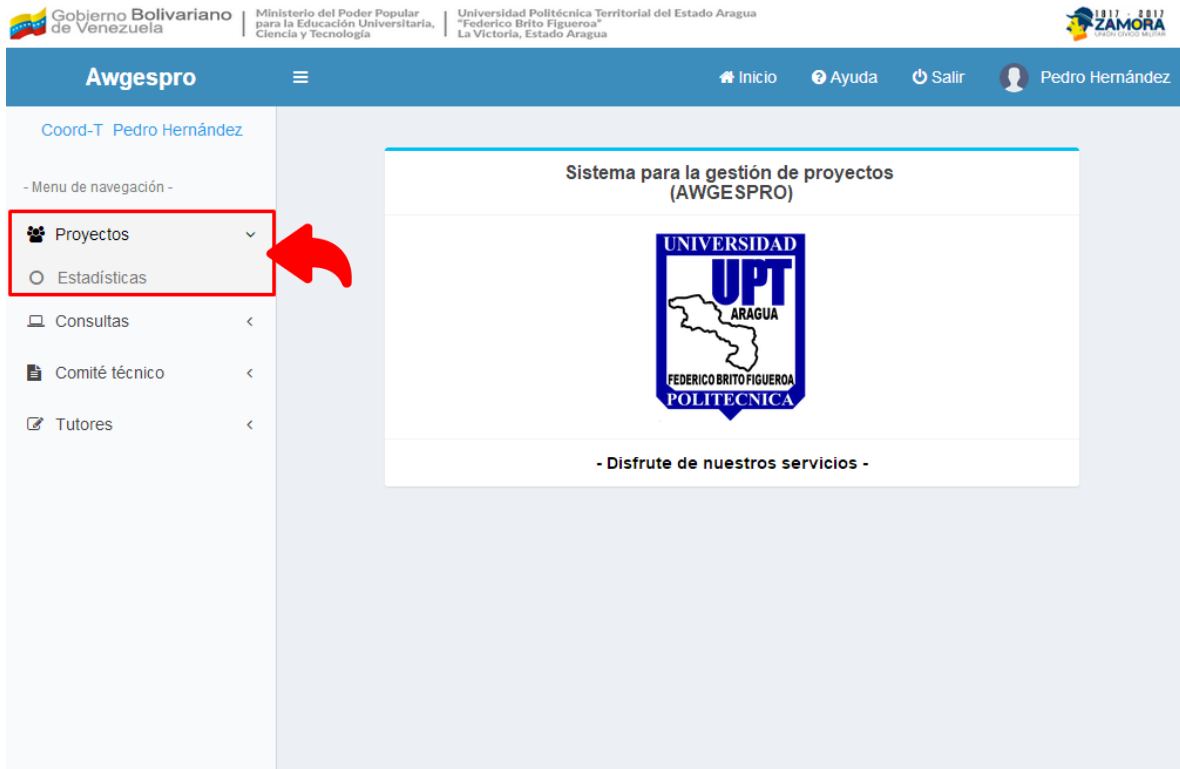 Gobierno Bolivariano
de Venezuela
Ministerio del Poder Popular
para la Educación Universitaria,
Ciencia y Tecnología
Universidad Politécnica Territorial del Estado Aragua
"Federico Brito Figueroa"
La Victoria, Estado Aragua
1817 - 2017
ZAMORA
UNIÓN CÍVICO MILITAR
Awgespro
Inicio
Ayuda
Salir
Pedro Hernández
Coord-T Pedro Hernández
- Menu de navegación -
Proyectos
Estadísticas
Consultas
Comité técnico
Tutores
Sistema para la gestión de proyectos
(AWGESPRO)
UNIVERSIDAD
UPT
ARAGUA
FEDERICO BRITO FIGUEROA
POLITECNICA
- Disfrute de nuestros servicios -